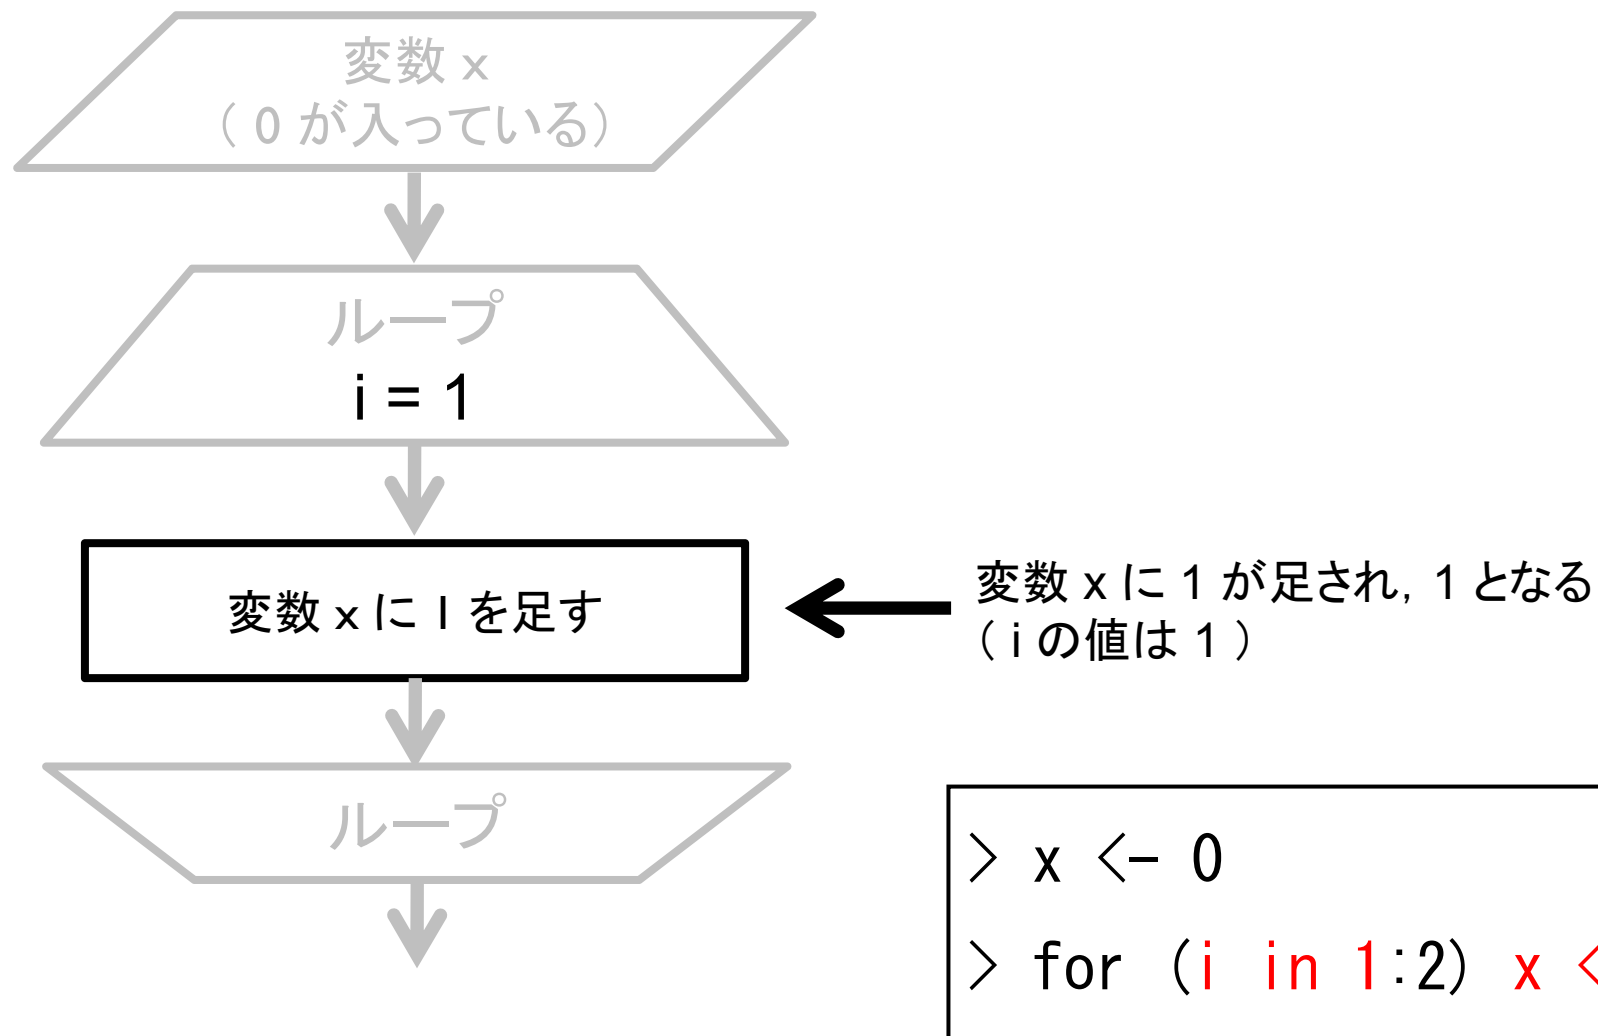 変数 x
( 0 が入っている)
ループ
i = 1
変数 x に 1 を足す
変数 x に 1 が足され, 1 となる
( i の値は 1 )
ループ
> x <- 0
> for (i in 1:2) x <